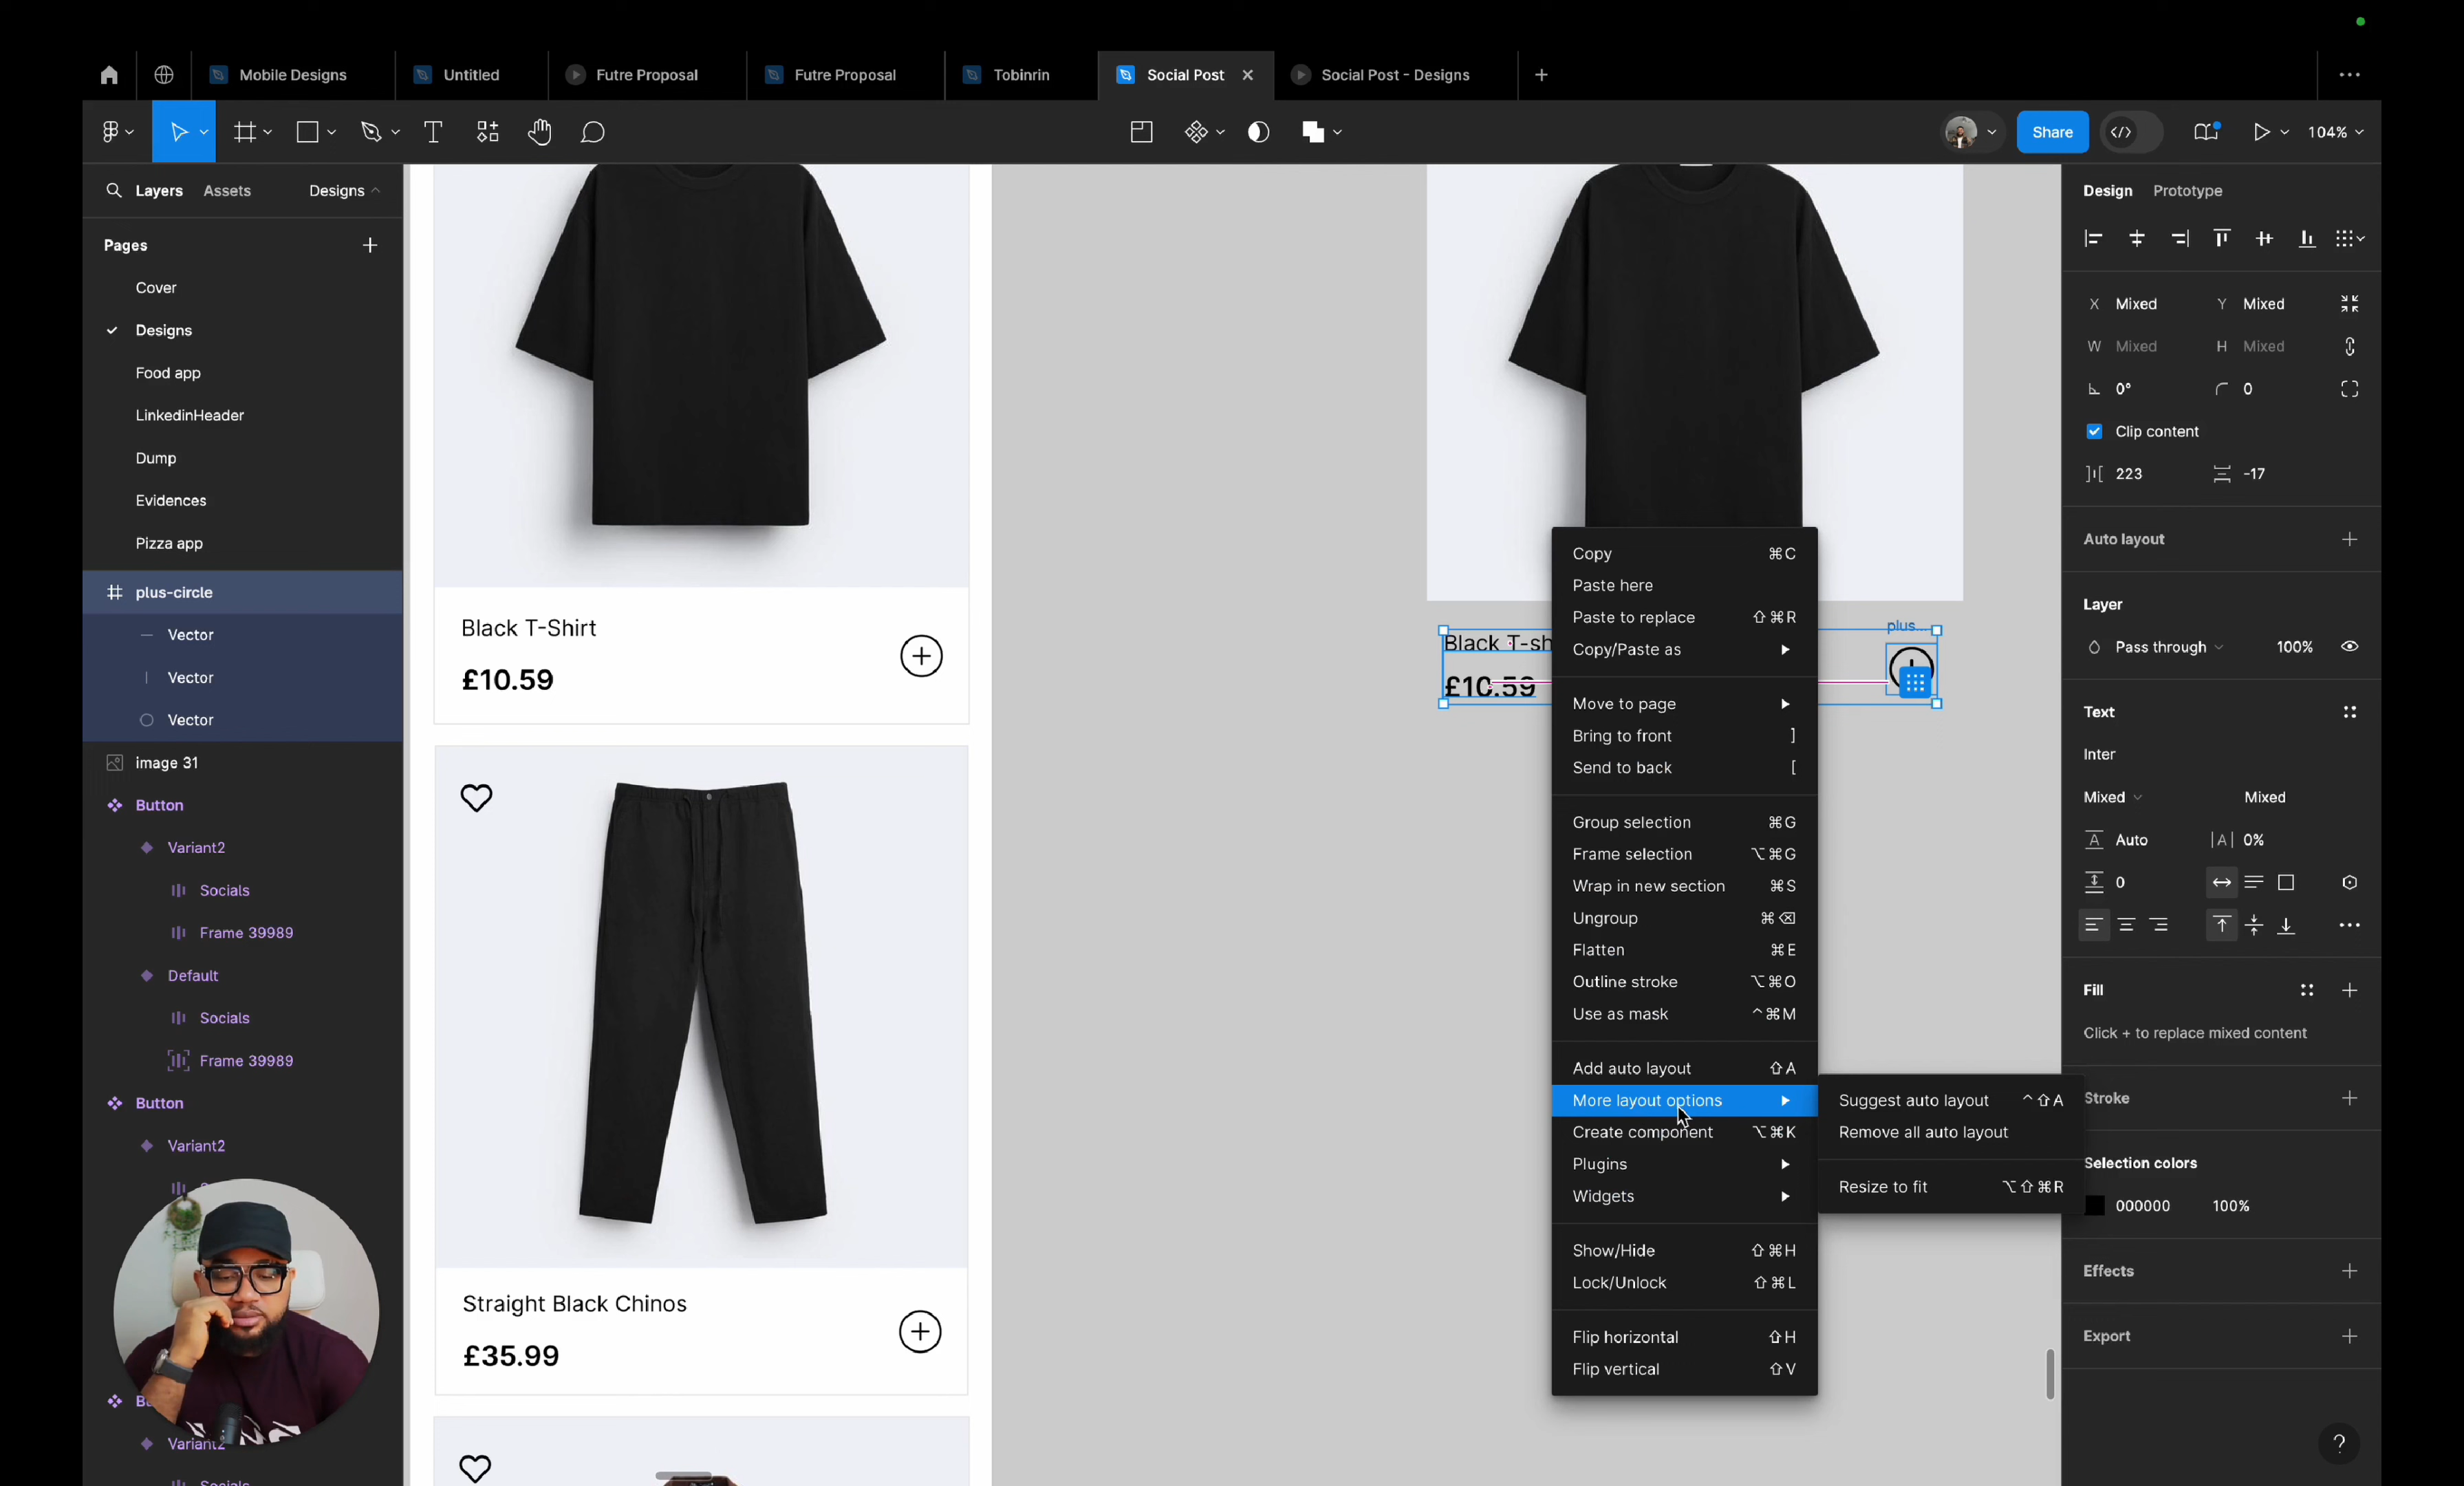 Mobile Designs
Untitled
Futre Proposal
Futre Proposal
Tobinrin
Social Post
Social Post - Designs
Share
104%
Layers Assets Designs
Pages
Cover
Designs
Food app
LinkedinHeader
Dump
Evidences
Pizza app
plus-circle
Vector
Vector
Vector
image 31
Button
Variant2
Socials
Frame 39989
Default
Socials
Frame 39989
Button
Variant2
Variant2
Socials
Black T-Shirt
£10.59
Straight Black Chinos
£35.99
Black T-sh
£10.59
plus...
Copy ⌘C
Paste here
Paste to replace ⇧⌘R
Copy/Paste as
Move to page
Bring to front ]
Send to back [
Group selection ⌘G
Frame selection ⌥⌘G
Wrap in new section ⌘S
Ungroup ⌘⌫
Flatten ⌘E
Outline stroke ⌥⌘O
Use as mask ^⌘M
Add auto layout ⇧A
More layout options
Create component ⌥⌘K
Plugins
Widgets
Show/Hide ⇧⌘H
Lock/Unlock ⇧⌘L
Flip horizontal ⇧H
Flip vertical ⇧V
Suggest auto layout ^⇧A
Remove all auto layout
Resize to fit ⌥⇧⌘R
Design Prototype
X Mixed Y Mixed
W Mixed H Mixed
0° 0
Clip content
223 -17
Auto layout
Layer
Pass through 100%
Text
Inter
Mixed Mixed
A Auto |A| 0%
0
Fill
Click + to replace mixed content
Stroke
Selection colors
000000 100%
Effects
Export
?